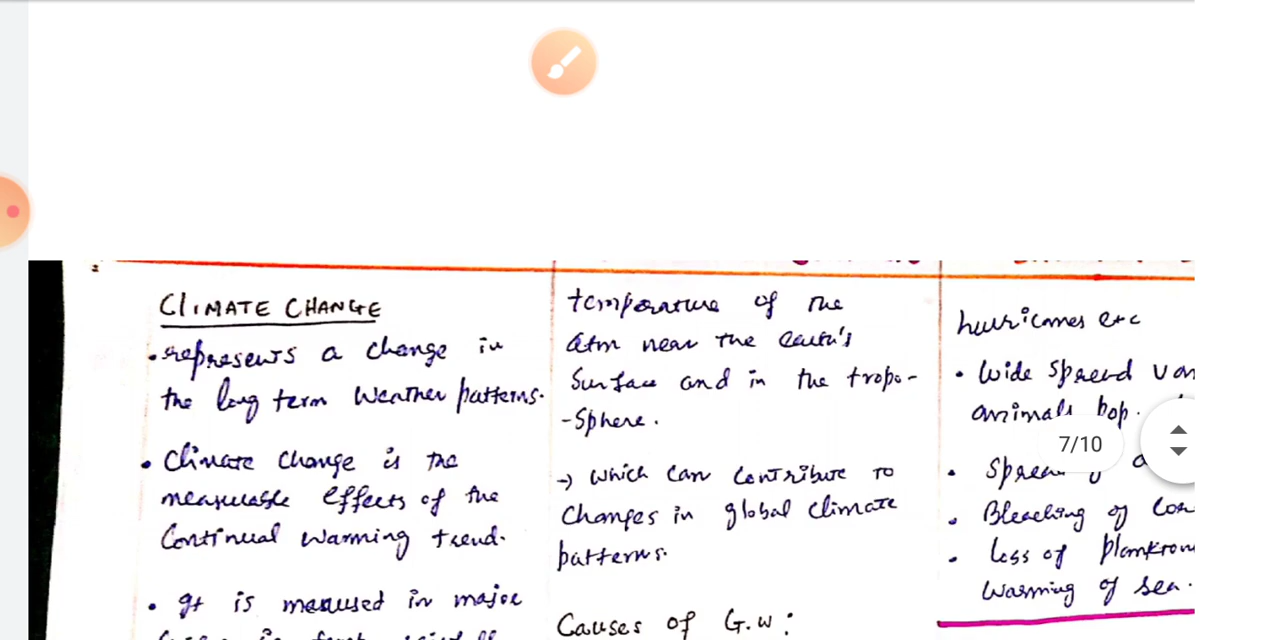 CLIMATE CHANGE
• represents a change in
the long term weather patterns.
• Climate change is the
measurable effects of the
Continual warming trend.
• It is in major
temperature of the
atm near the earth's
Surface and in the tropo-
-Sphere.
→ which can contribute to
changes in global climate
patterns.
Causes of G.W:
hurricanes etc
• wide spread
animals pop.
7/10
•
• Bleaching of
• Loss of plankton
warming of sea.